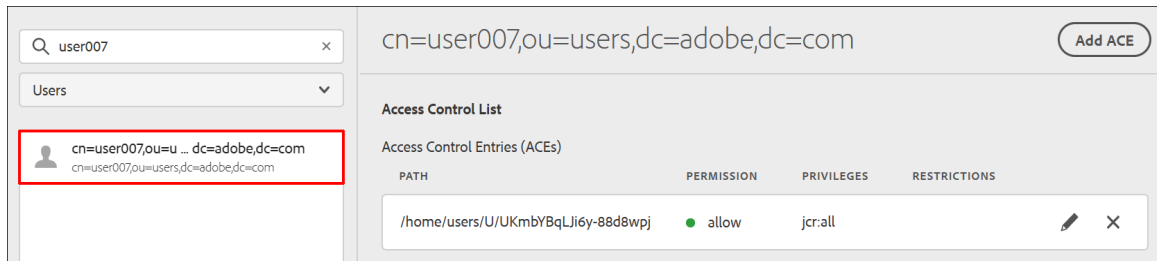 user007
Users
cn=user007,ou=u ... dc=adobe,dc=com
cn=user007,ou=users,dc=adobe,dc=com
cn=user007,ou=users,dc=adobe,dc=com
Add ACE
Access Control List
Access Control Entries (ACEs)
PATH PERMISSION PRIVILEGES RESTRICTIONS
/home/users/U/UKmbYBqLJi6y-88d8wpj allow jcr:all